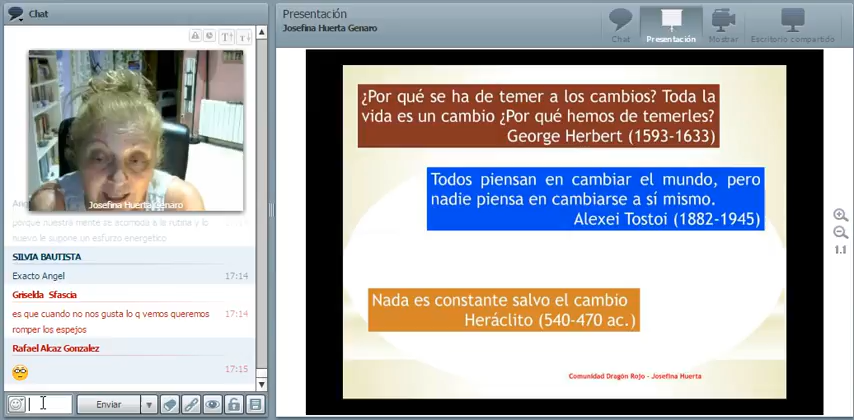 Chat
Josefina Huerta Genaro
porque nuestra mente se acomoda a la rutina y lo
nuevo le supone un esfuerzo energetico
SILVIA BAUTISTA
Exacto Angel
17:14
Griselda Sfascia
es que cuando no nos gusta lo q vemos queremos
17:14
romper los espejos
Rafael Alcaz Gonzalez
17:15
Enviar
Presentación
Josefina Huerta Genaro
Chat
Presentación
Mostrar
Escritorio compartido
¿Por qué se ha de temer a los cambios? Toda la
vida es un cambio ¿Por qué hemos de temerles?
George Herbert (1593-1633)
Todos piensan en cambiar el mundo, pero
nadie piensa en cambiarse a sí mismo.
Alexei Tostoi (1882-1945)
Nada es constante salvo el cambio
Heráclito (540-470 ac.)
Comunidad Dragón Rojo - Josefina Huerta
1.1